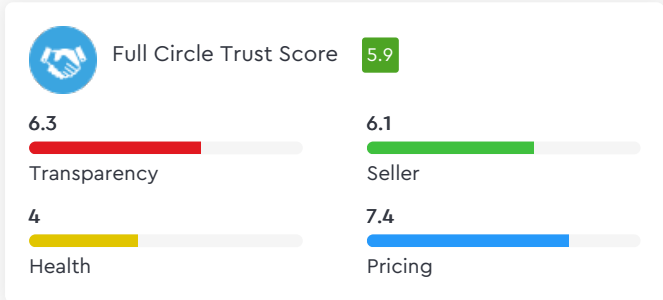 Full Circle Trust Score 5.9
6.3
Transparency
6.1
Seller
4
Health
7.4
Pricing